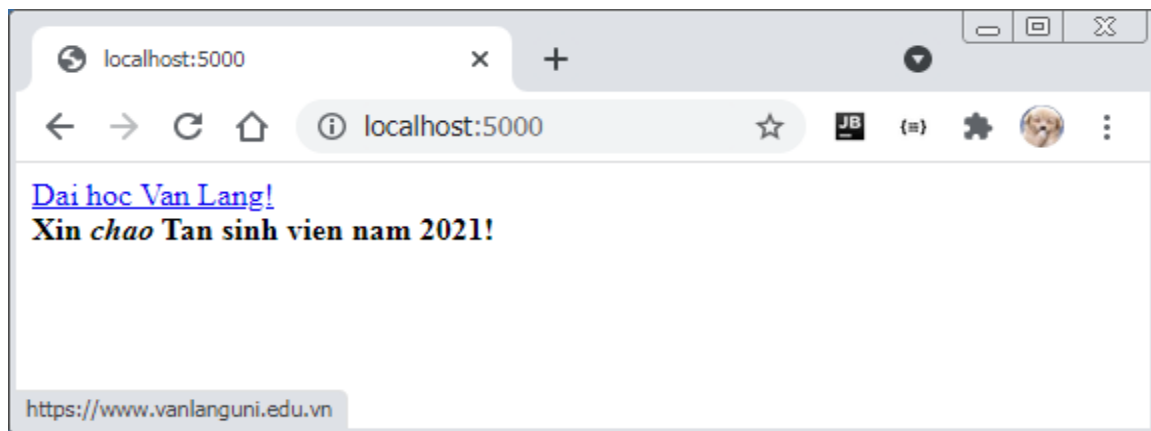 localhost:5000
localhost:5000
JB
{≡}
Dai hoc Van Lang!
Xin chao Tan sinh vien nam 2021!
https://www.vanlanguni.edu.vn